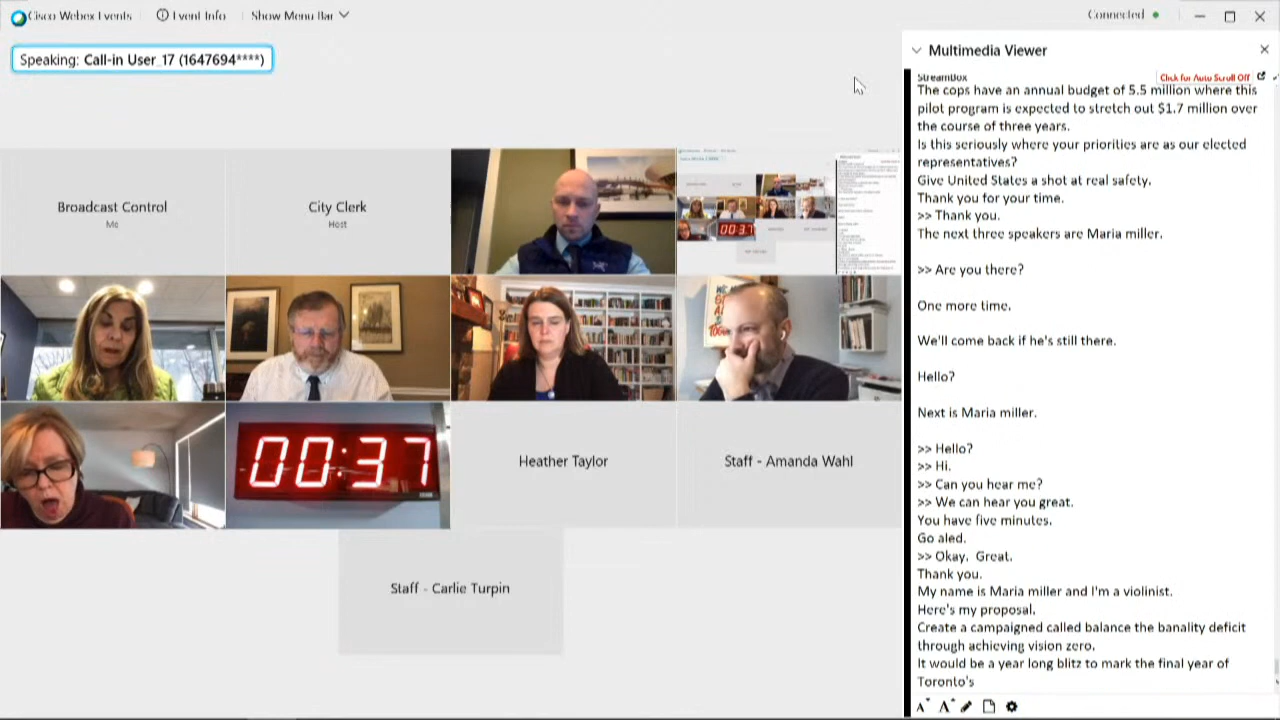 Cisco Webex Events
Event Info
Show Menu Bar
Connected
Speaking: Call-in User_17 (1647694****)
Multimedia Viewer
StreamBox
Click for Auto Scroll Off
The cops have an annual budget of 5.5 million where this
pilot program is expected to stretch out $1.7 million over
the course of three years.
Is this seriously where your priorities are as our elected
representatives?
Give United States a shot at real safety.
Thank you for your time.
>> Thank you.
The next three speakers are Maria miller.
>> Are you there?
One more time.
We'll come back if he's still there.
Hello?
Next is Maria miller.
>> Hello?
>> Hi.
>> Can you hear me?
>> We can hear you great.
You have five minutes.
Go aled.
>> Okay. Great.
Thank you.
My name is Maria miller and I'm a violinist.
Here's my proposal.
Create a campaigned called balance the banality deficit
through achieving vision zero.
It would be a year long blitz to mark the final year of
Toronto's
Broadcast Com
Me
City Clerk
Host
00:37
00:37
Heather Taylor
Staff - Amanda Wahl
Staff - Carlie Turpin